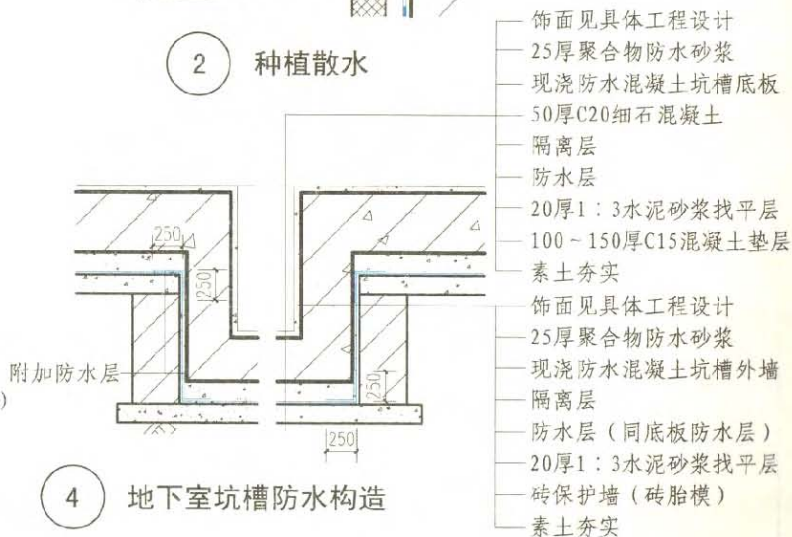 2 种植散水
饰面见具体工程设计
25厚聚合物防水砂浆
现浇防水混凝土坑槽底板
50厚C20细石混凝土
隔离层
防水层
20厚1：3水泥砂浆找平层
100～150厚C15混凝土垫层
素土夯实
饰面见具体工程设计
25厚聚合物防水砂浆
现浇防水混凝土坑槽外墙
隔离层
防水层（同底板防水层）
20厚1：3水泥砂浆找平层
砖保护墙（砖胎模）
素土夯实
250
250
250
250
附加防水层
)
4 地下室坑槽防水构造